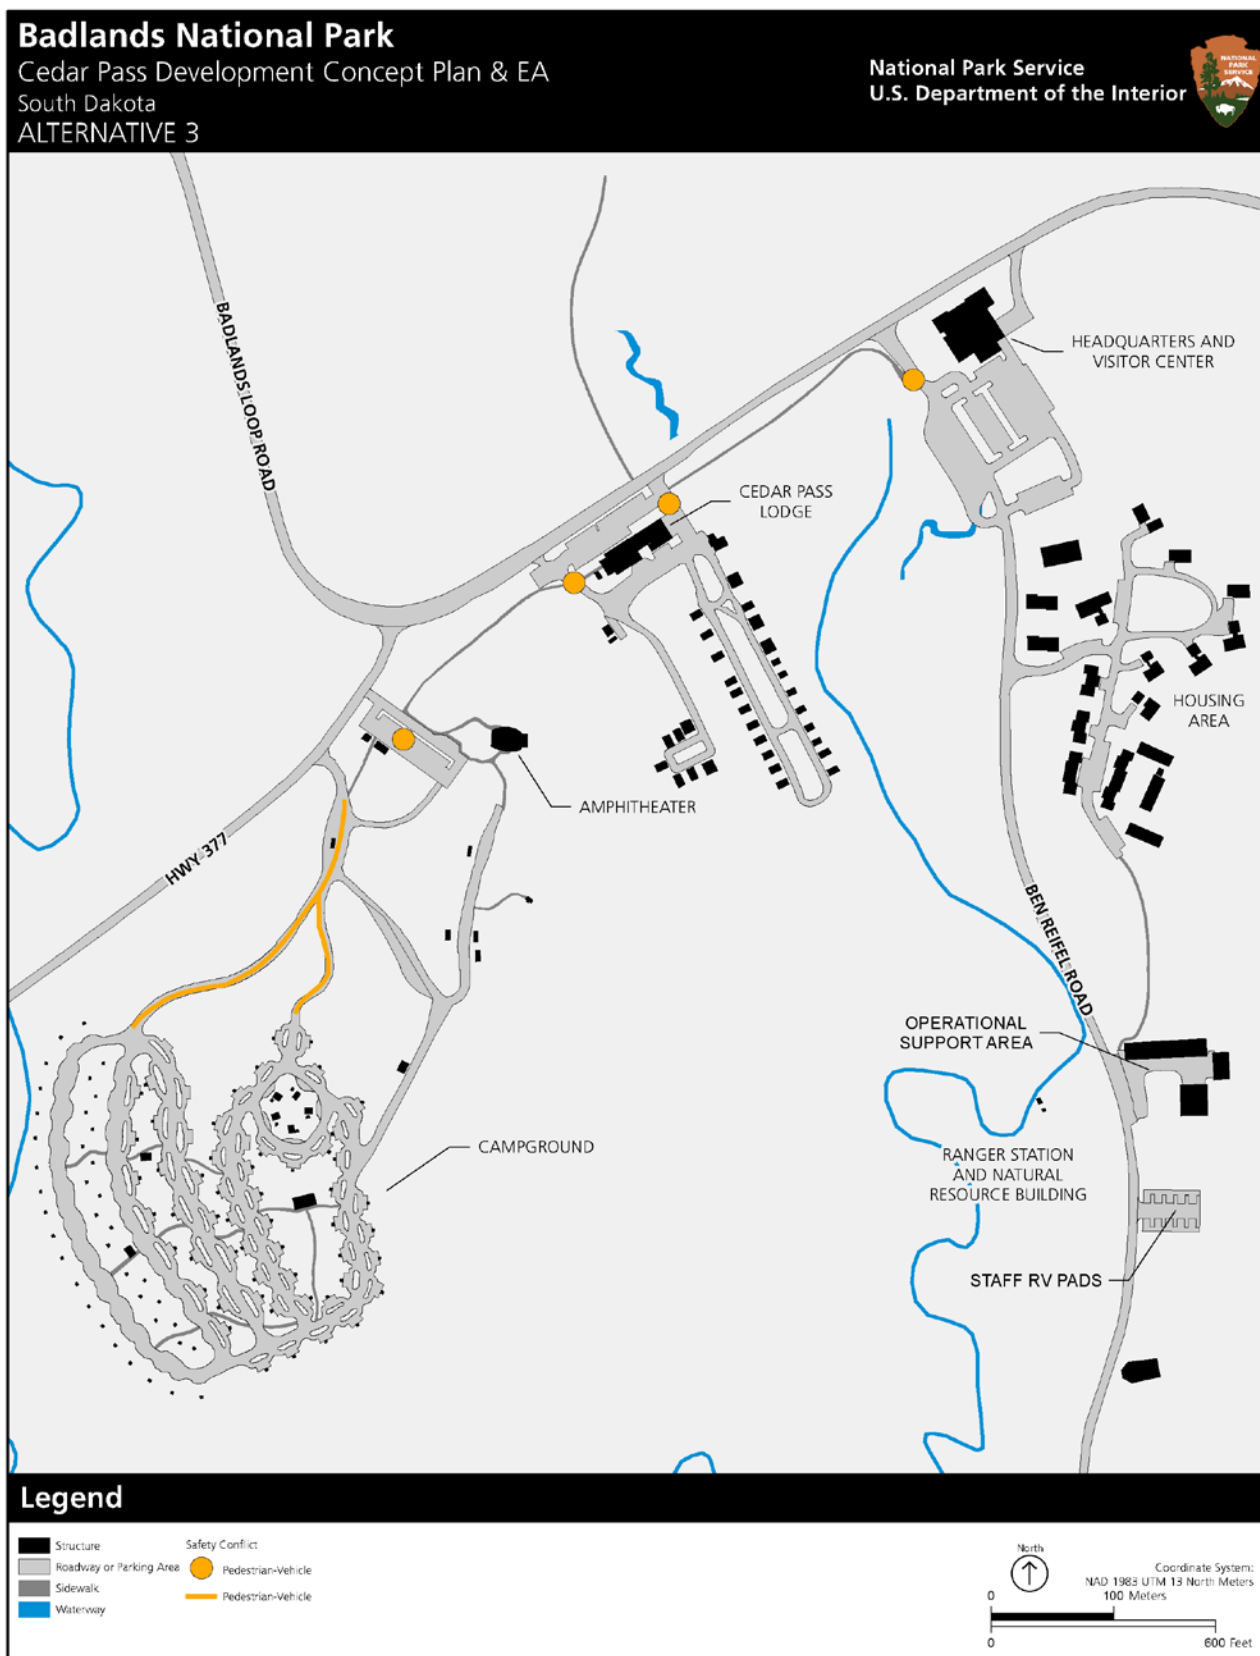 Badlands National Park
Cedar Pass Development Concept Plan & EA
South Dakota
ALTERNATIVE 3
National Park Service
U.S. Department of the Interior
NATIONAL
PARK
SERVICE
BADLANDS LOOP ROAD
HEADQUARTERS AND
VISITOR CENTER
CEDAR PASS
LODGE
HOUSING
AREA
AMPHITHEATER
HWY 377
BEN REIFEL ROAD
OPERATIONAL
SUPPORT AREA
CAMPGROUND
RANGER STATION
AND NATURAL
RESOURCE BUILDING
STAFF RV PADS
Legend
Structure
Roadway or Parking Area
Sidewalk
Waterway
Safety Conflict
Pedestrian-Vehicle
Pedestrian-Vehicle
North
Coordinate System:
NAD 1983 UTM 13 North Meters
0 100 Meters
0 600 Feet